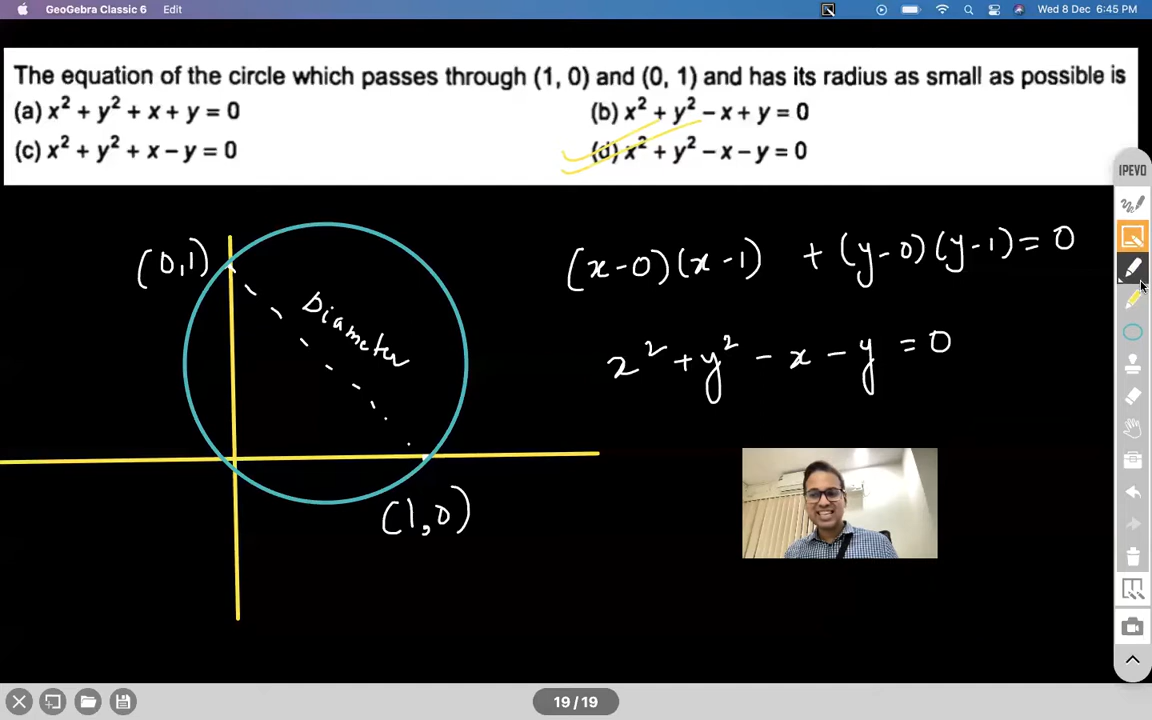 GeoGebra Classic 6 Edit Wed 8 Dec 6:45 PM
The equation of the circle which passes through (1, 0) and (0, 1) and has its radius as small as possible is
(a) x² + y² + x + y = 0 (b) x² + y² – x + y = 0
(c) x² + y² + x – y = 0 (d) x² + y² – x – y = 0
IPEVO
(0,1)
Diameter
(1,0)
(x-0)(x-1) + (y-0)(y-1) = 0
x² + y² - x - y = 0
19 / 19